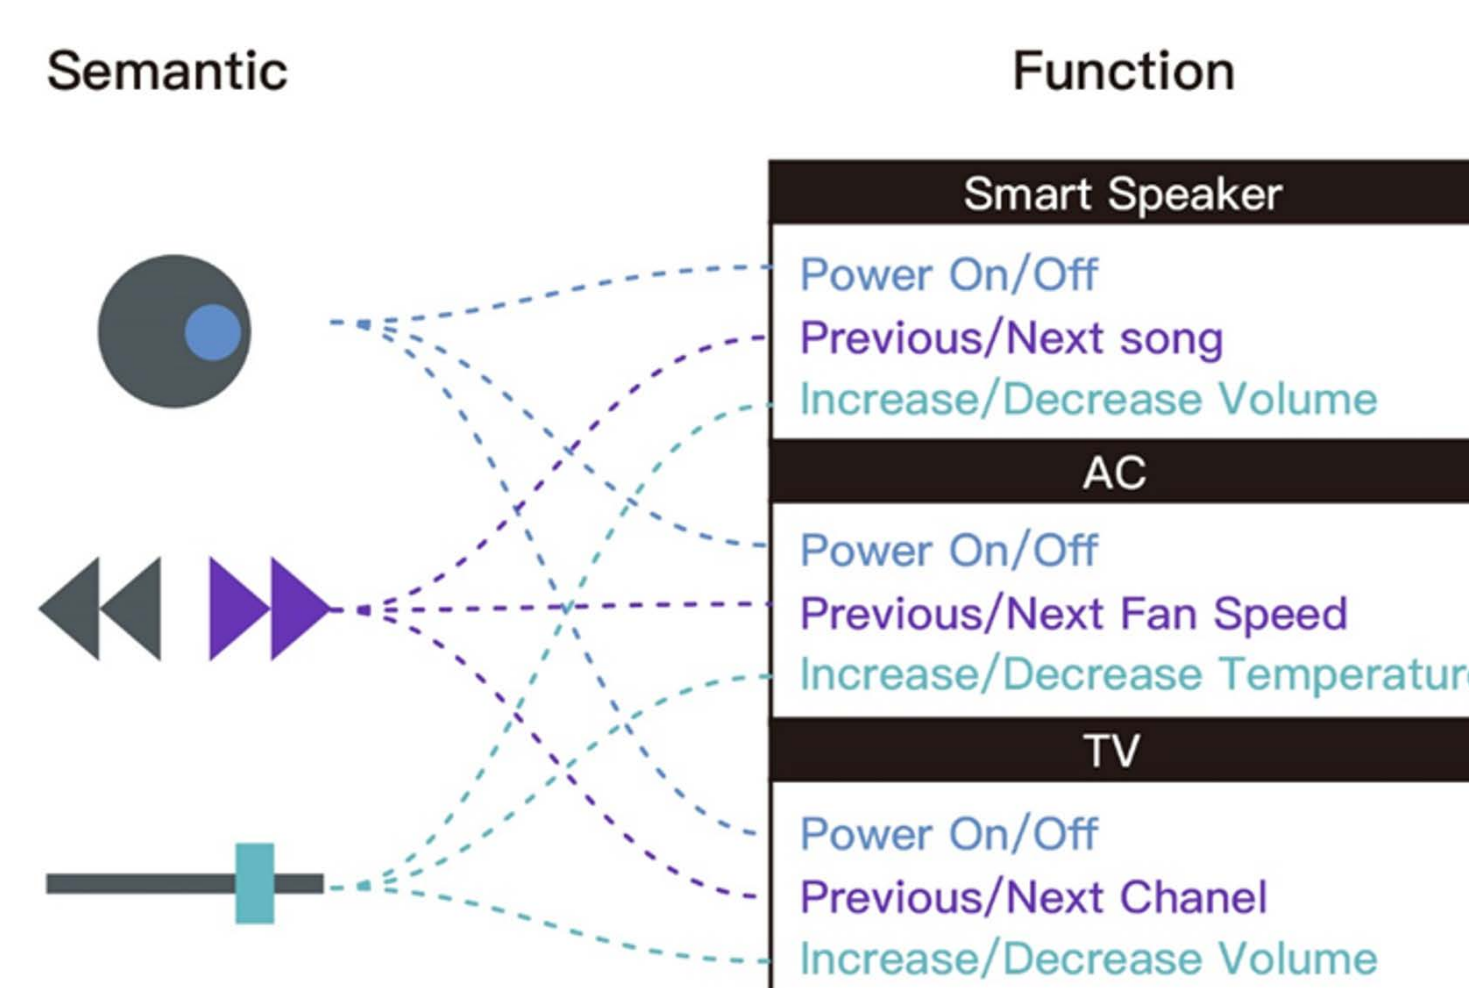 Semantic
Function
Smart Speaker
Power On/Off
Previous/Next song
Increase/Decrease Volume
AC
Power On/Off
Previous/Next Fan Speed
Increase/Decrease Temperatur
TV
Power On/Off
Previous/Next Chanel
Increase/Decrease Volume